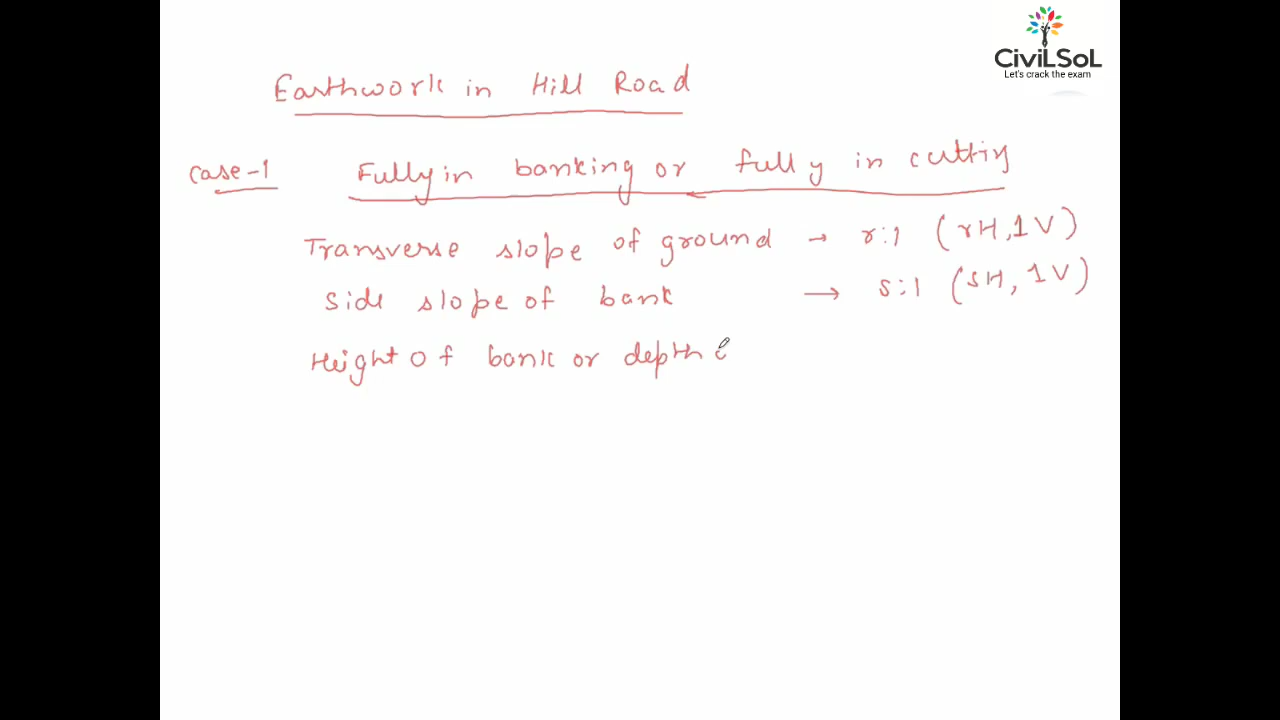 CiviLSoL
Let's crack the exam
Earthwork in Hill Road
Case-1 Fully in banking or fully in cutting
Transverse slope of ground → r:1 (rH, 1V)
Side slope of bank → s:1 (sH, 1V)
Height of bank or depth